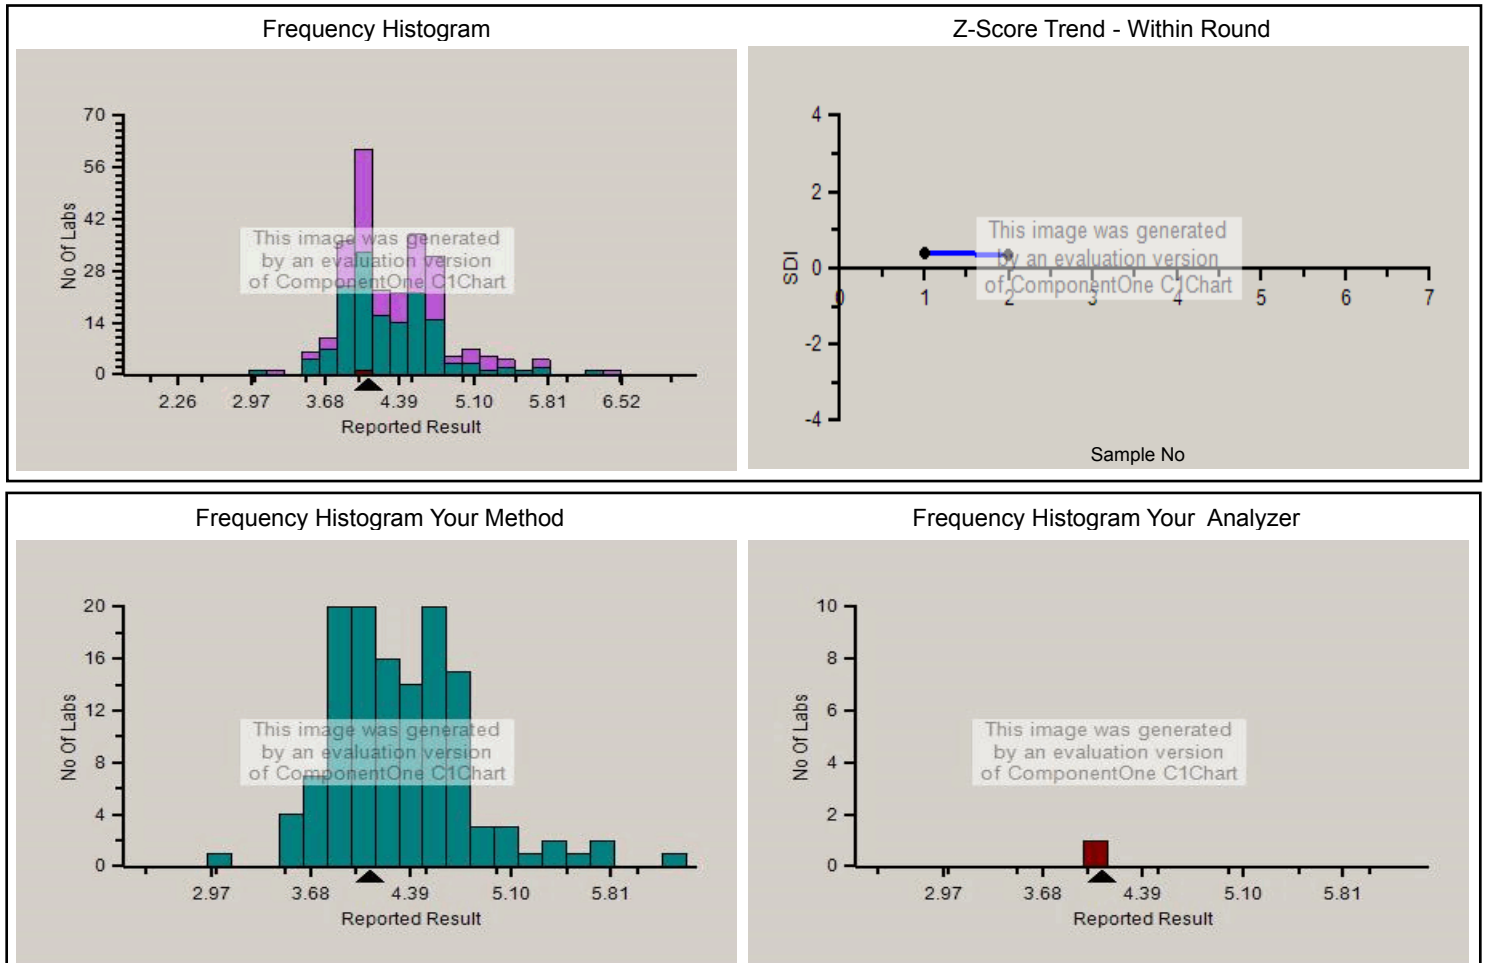 Frequency Histogram
70
56
42
28
14
0
No Of Labs
This image was generated
by an evaluation version
of ComponentOne C1Chart
2.26 2.97 3.68 4.39 5.10 5.81 6.52
Reported Result
Z-Score Trend - Within Round
4
2
0
-2
-4
SDI
This image was generated
by an evaluation version
of ComponentOne C1Chart
0 1 2 3 4 5 6 7
Sample No
Frequency Histogram Your Method
20
16
12
8
4
0
No Of Labs
This image was generated
by an evaluation version
of ComponentOne C1Chart
2.97 3.68 4.39 5.10 5.81
Reported Result
Frequency Histogram Your Analyzer
10
8
6
4
2
0
No Of Labs
This image was generated
by an evaluation version
of ComponentOne C1Chart
2.97 3.68 4.39 5.10 5.81
Reported Result